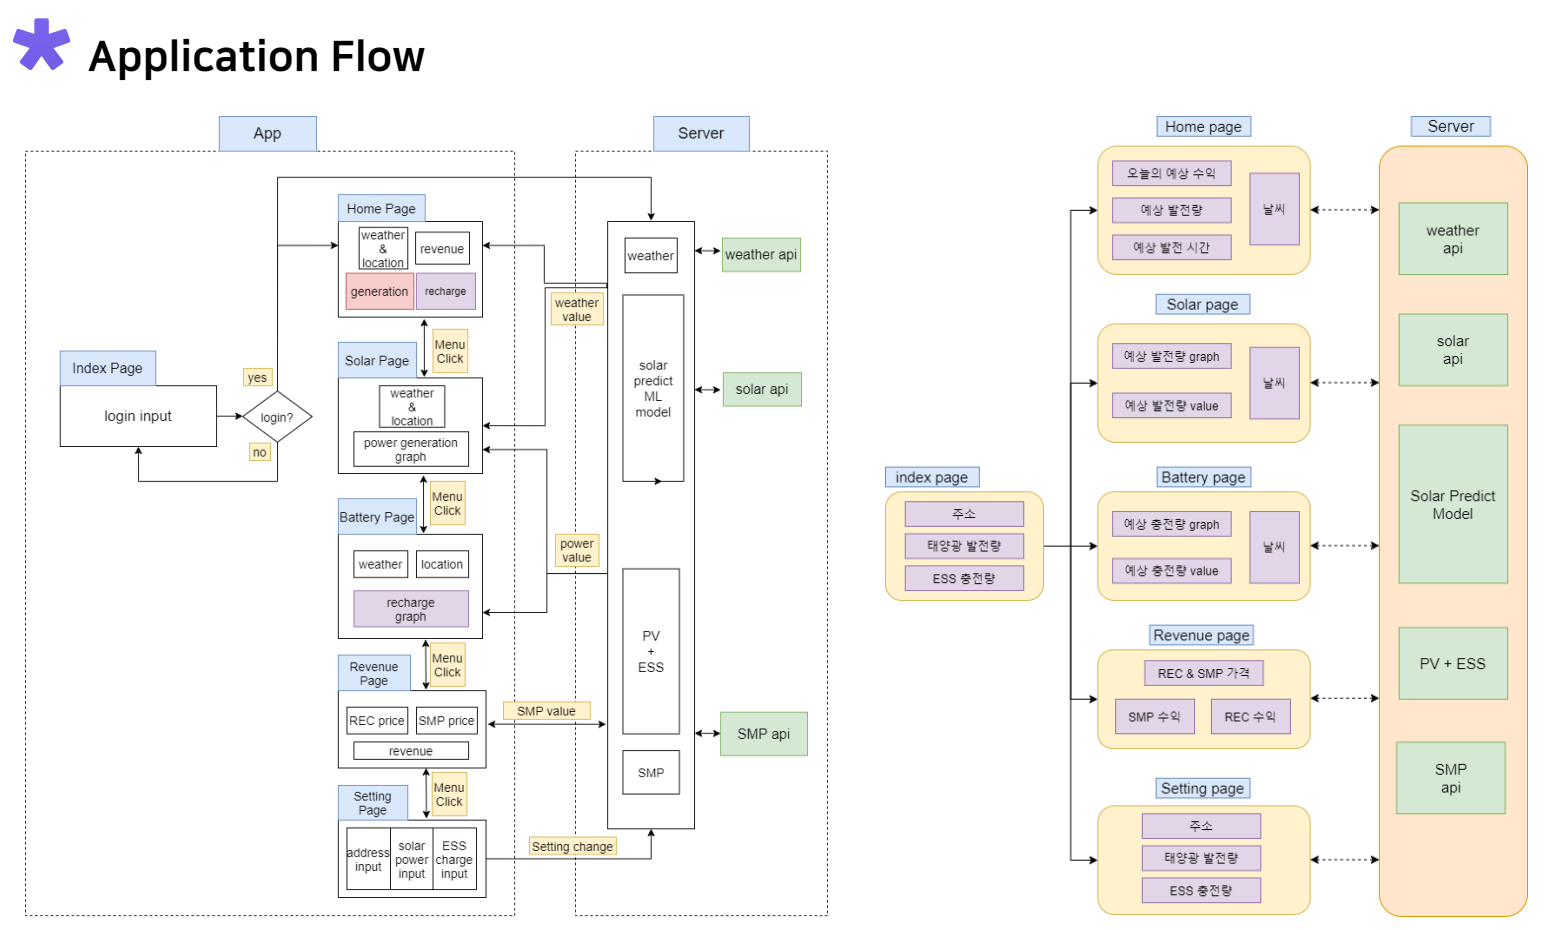 Application Flow
App
Server
Home Page
weather
&
location
revenue
generation
recharge
Menu
Click
Solar Page
weather
&
location
power generation
graph
Index Page
login input
yes
login?
no
Menu
Click
Battery Page
weather
location
recharge
graph
Menu
Click
Revenue
Page
REC price
SMP price
revenue
Menu
Click
Setting
Page
address
input
solar
power
input
ESS
charge
input
weather
value
power
value
SMP value
Setting change
weather
solar
predict
ML
model
PV
+
ESS
SMP
weather api
solar api
SMP api
index page
주소
태양광 발전량
ESS 충전량
Home page
오늘의 예상 수익
예상 발전량
예상 발전 시간
날씨
Solar page
예상 발전량 graph
예상 발전량 value
날씨
Battery page
예상 충전량 graph
예상 충전량 value
날씨
Revenue page
REC & SMP 가격
SMP 수익
REC 수익
Setting page
주소
태양광 발전량
ESS 충전량
Server
weather
api
solar
api
Solar Predict
Model
PV + ESS
SMP
api